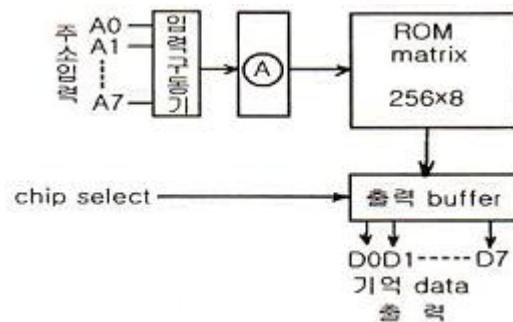 주소입력
A0
A1
A7
입력구동기
A
ROM
matrix
256×8
chip select
출력 buffer
D0D1-----D7
기억 data
출 력